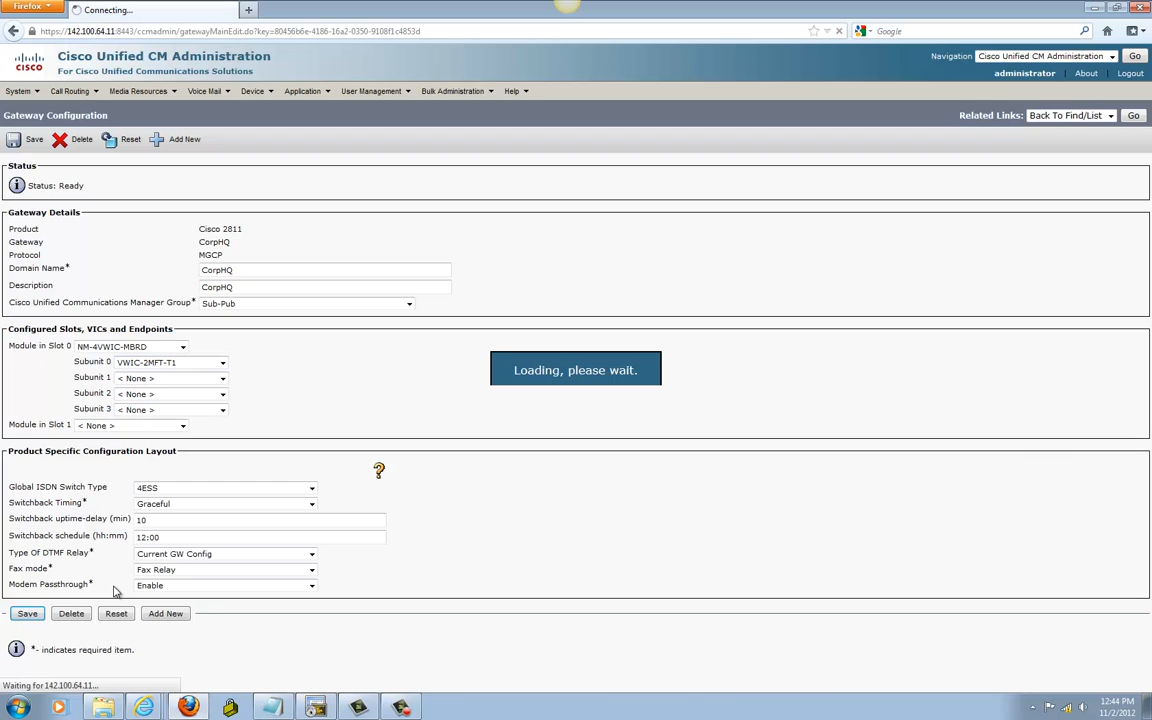 Firefox
Connecting...
https://142.100.64.11:8443/ccmadmin/gatewayMainEdit.do?key=80456b6e-4186-16a2-0350-9108f1c4853d
Google
cisco
Cisco Unified CM Administration
For Cisco Unified Communications Solutions
Navigation Cisco Unified CM Administration Go
administrator About Logout
System Call Routing Media Resources Voice Mail Device Application User Management Bulk Administration Help
Gateway Configuration
Related Links: Back To Find/List Go
Save Delete Reset Add New
Status
Status: Ready
Gateway Details
Product Cisco 2811
Gateway CorpHQ
Protocol MGCP
Domain Name* CorpHQ
Description CorpHQ
Cisco Unified Communications Manager Group* Sub-Pub
Configured Slots, VICs and Endpoints
Module in Slot 0 NM-4VWIC-MBRD
Subunit 0 VWIC-2MFT-T1
Subunit 1 < None >
Subunit 2 < None >
Subunit 3 < None >
Module in Slot 1 < None >
Loading, please wait.
Product Specific Configuration Layout
?
Global ISDN Switch Type 4ESS
Switchback Timing* Graceful
Switchback uptime-delay (min) 10
Switchback schedule (hh:mm) 12:00
Type Of DTMF Relay* Current GW Config
Fax mode* Fax Relay
Modem Passthrough* Enable
Save Delete Reset Add New
*- indicates required item.
Waiting for 142.100.64.11...
12:44 PM
11/2/2012